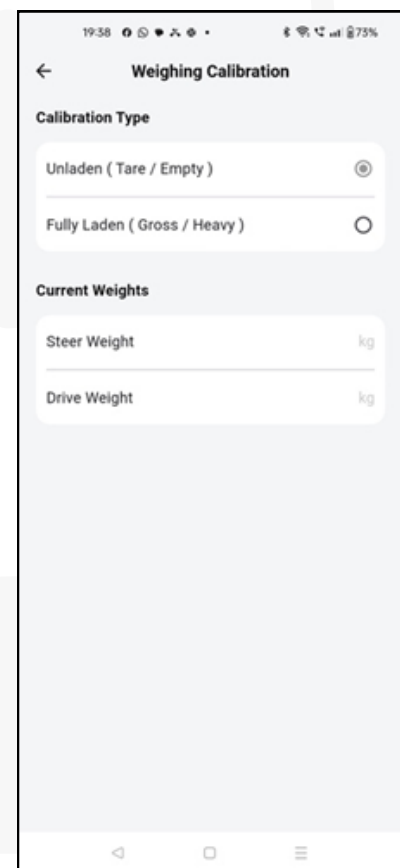 19:38 73%
Weighing Calibration
Calibration Type
Unladen ( Tare / Empty )
Fully Laden ( Gross / Heavy )
Current Weights
Steer Weight kg
Drive Weight kg